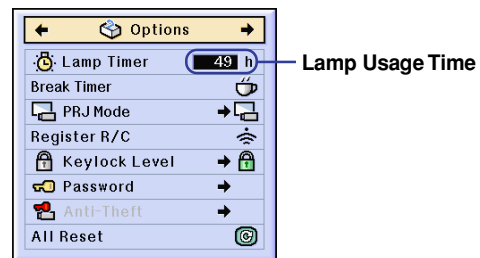 Options
Lamp Timer 49 h
Lamp Usage Time
Break Timer
PRJ Mode
Register R/C
Keylock Level
Password
Anti-Theft
All Reset